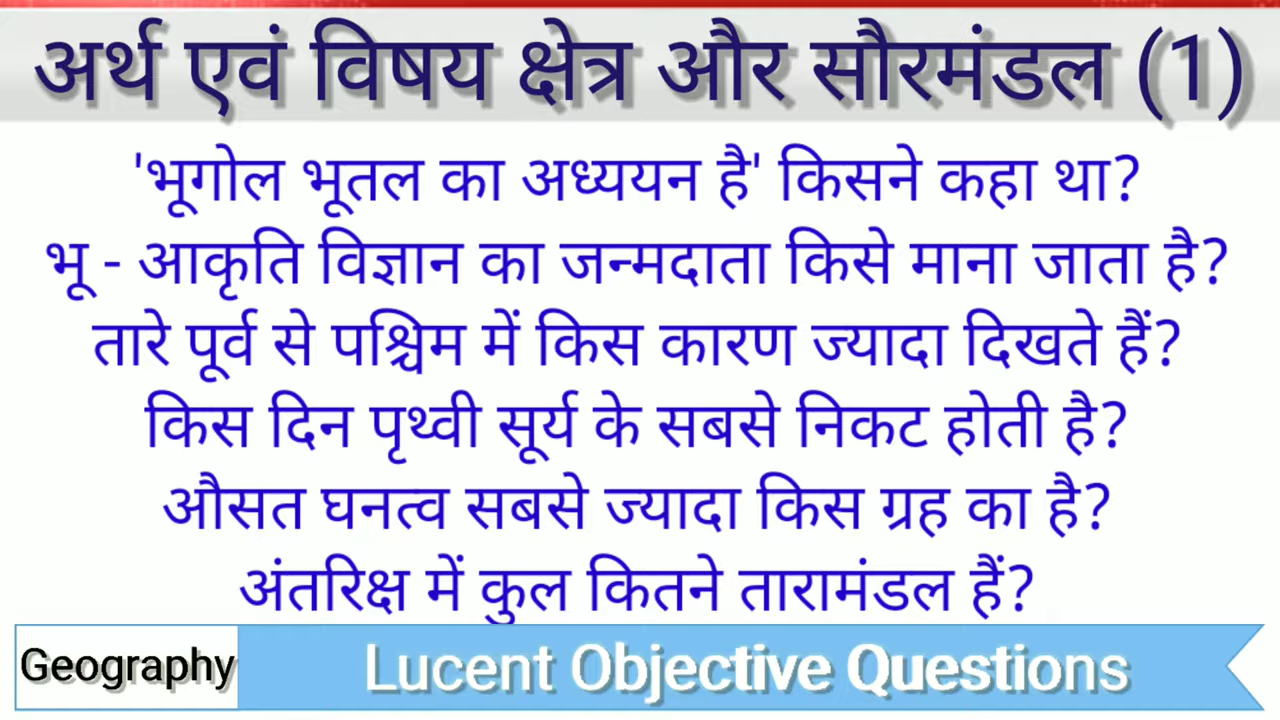 अर्थ एवं विषय क्षेत्र और सौरमंडल (1)
'भूगोल भूतल का अध्ययन है' किसने कहा था?
भू - आकृति विज्ञान का जन्मदाता किसे माना जाता है?
तारे पूर्व से पश्चिम में किस कारण ज्यादा दिखते हैं?
किस दिन पृथ्वी सूर्य के सबसे निकट होती है?
औसत घनत्व सबसे ज्यादा किस ग्रह का है?
अंतरिक्ष में कुल कितने तारामंडल हैं?
Geography
Lucent Objective Questions